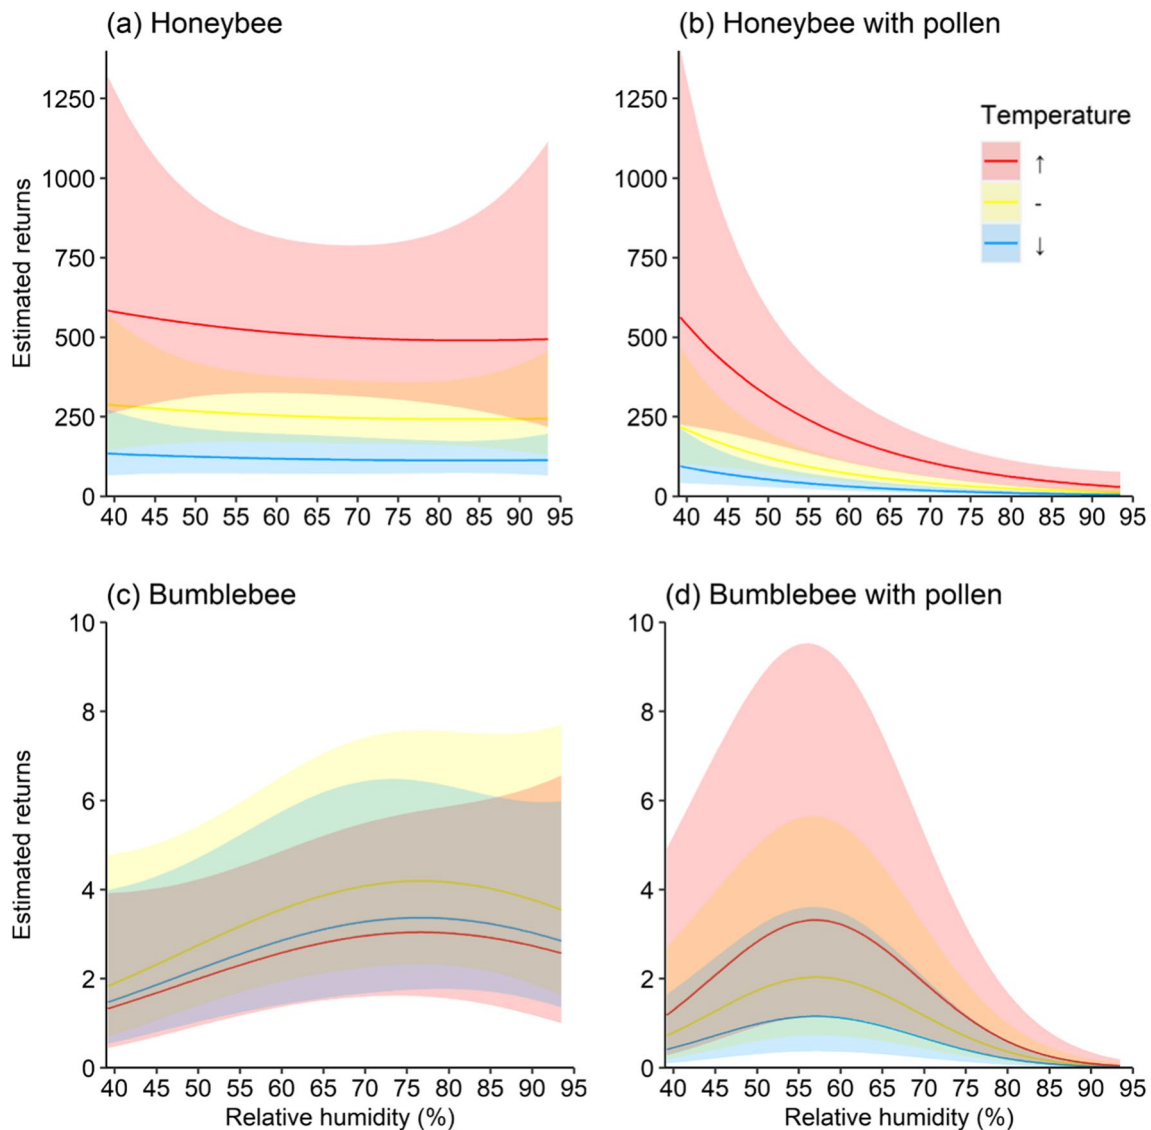 (a) Honeybee
Estimated returns
1250
1000
750
500
250
0
40 45 50 55 60 65 70 75 80 85 90 95
(b) Honeybee with pollen
1250
1000
750
500
250
0
40 45 50 55 60 65 70 75 80 85 90 95
Temperature
↑
-
↓
(c) Bumblebee
Estimated returns
10
8
6
4
2
0
40 45 50 55 60 65 70 75 80 85 90 95
Relative humidity (%)
(d) Bumblebee with pollen
10
8
6
4
2
0
40 45 50 55 60 65 70 75 80 85 90 95
Relative humidity (%)